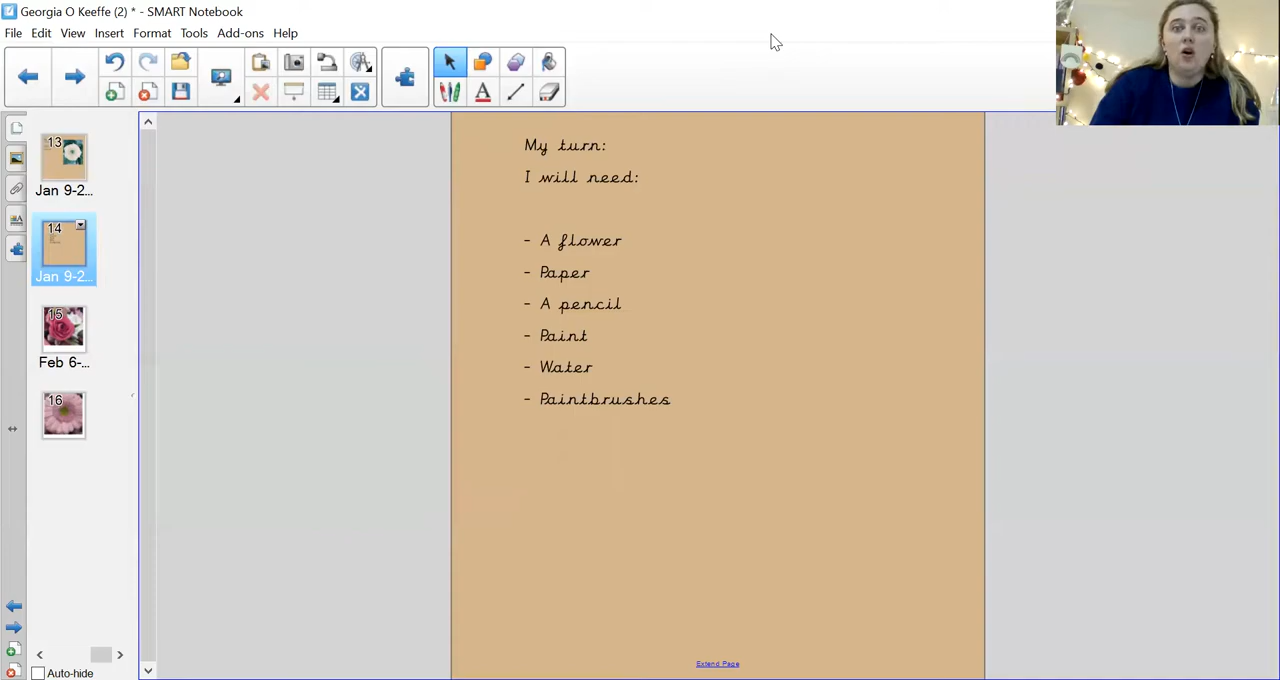 Georgia O Keeffe (2) * - SMART Notebook
File Edit View Insert Format Tools Add-ons Help
13
Jan 9-2...
14
Jan 9-2...
15
Feb 6-...
16
Auto-hide
My turn:
I will need:
- A flower
- Paper
- A pencil
- Paint
- Water
- Paintbrushes
Extend Page